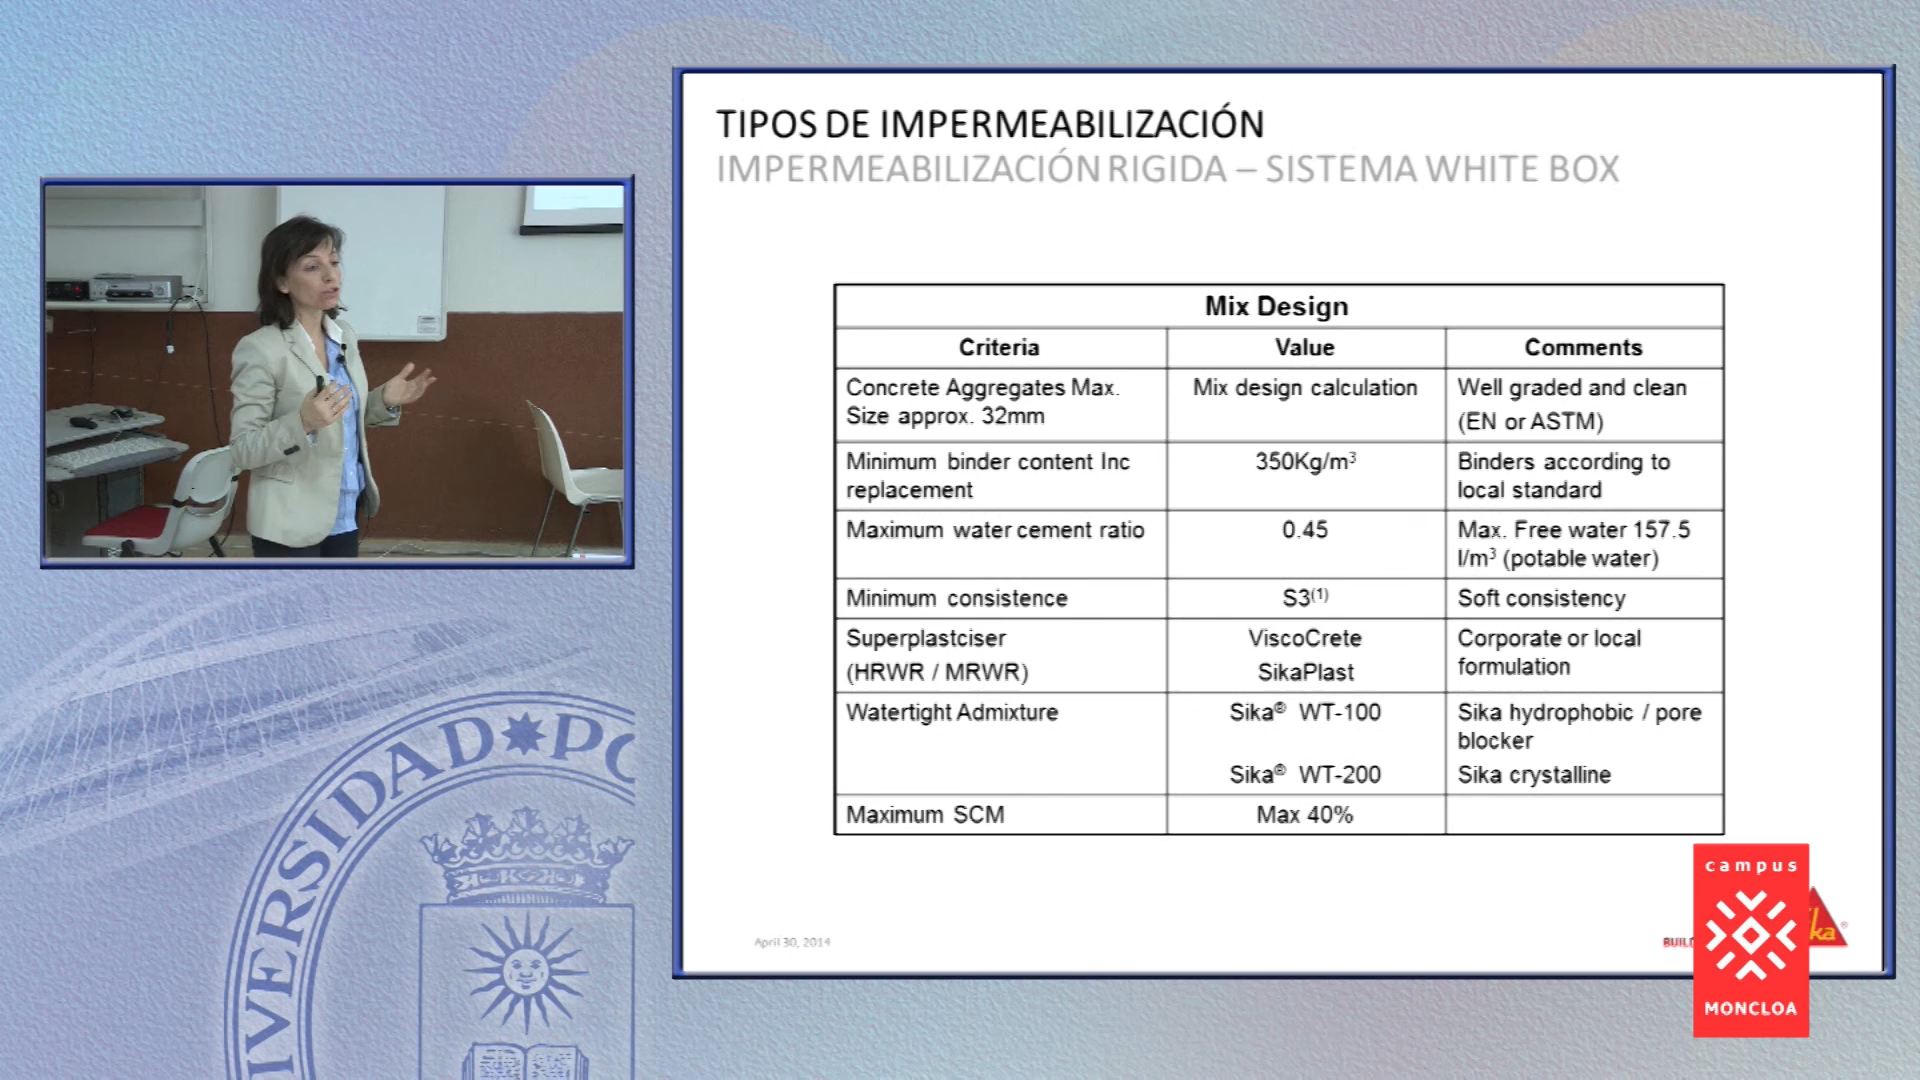 TIPOS DE IMPERMEABILIZACIÓN
IMPERMEABILIZACIÓN RIGIDA – SISTEMA WHITE BOX
Mix Design
Criteria
Value
Comments
Concrete Aggregates Max.
Size approx. 32mm
Mix design calculation
Well graded and clean
(EN or ASTM)
Minimum binder content Inc
replacement
350Kg/m³
Binders according to
local standard
Maximum water cement ratio
0.45
Max. Free water 157.5
l/m³ (potable water)
Minimum consistence
S3⁽¹⁾
Soft consistency
Superplastciser
(HRWR / MRWR)
ViscoCrete
SikaPlast
Corporate or local
formulation
Watertight Admixture
Sika® WT-100
Sika® WT-200
Sika hydrophobic / pore
blocker
Sika crystalline
Maximum SCM
Max 40%
April 30, 2014
BUILD
ka®
campus
MONCLOA
IVERSIDAD PO